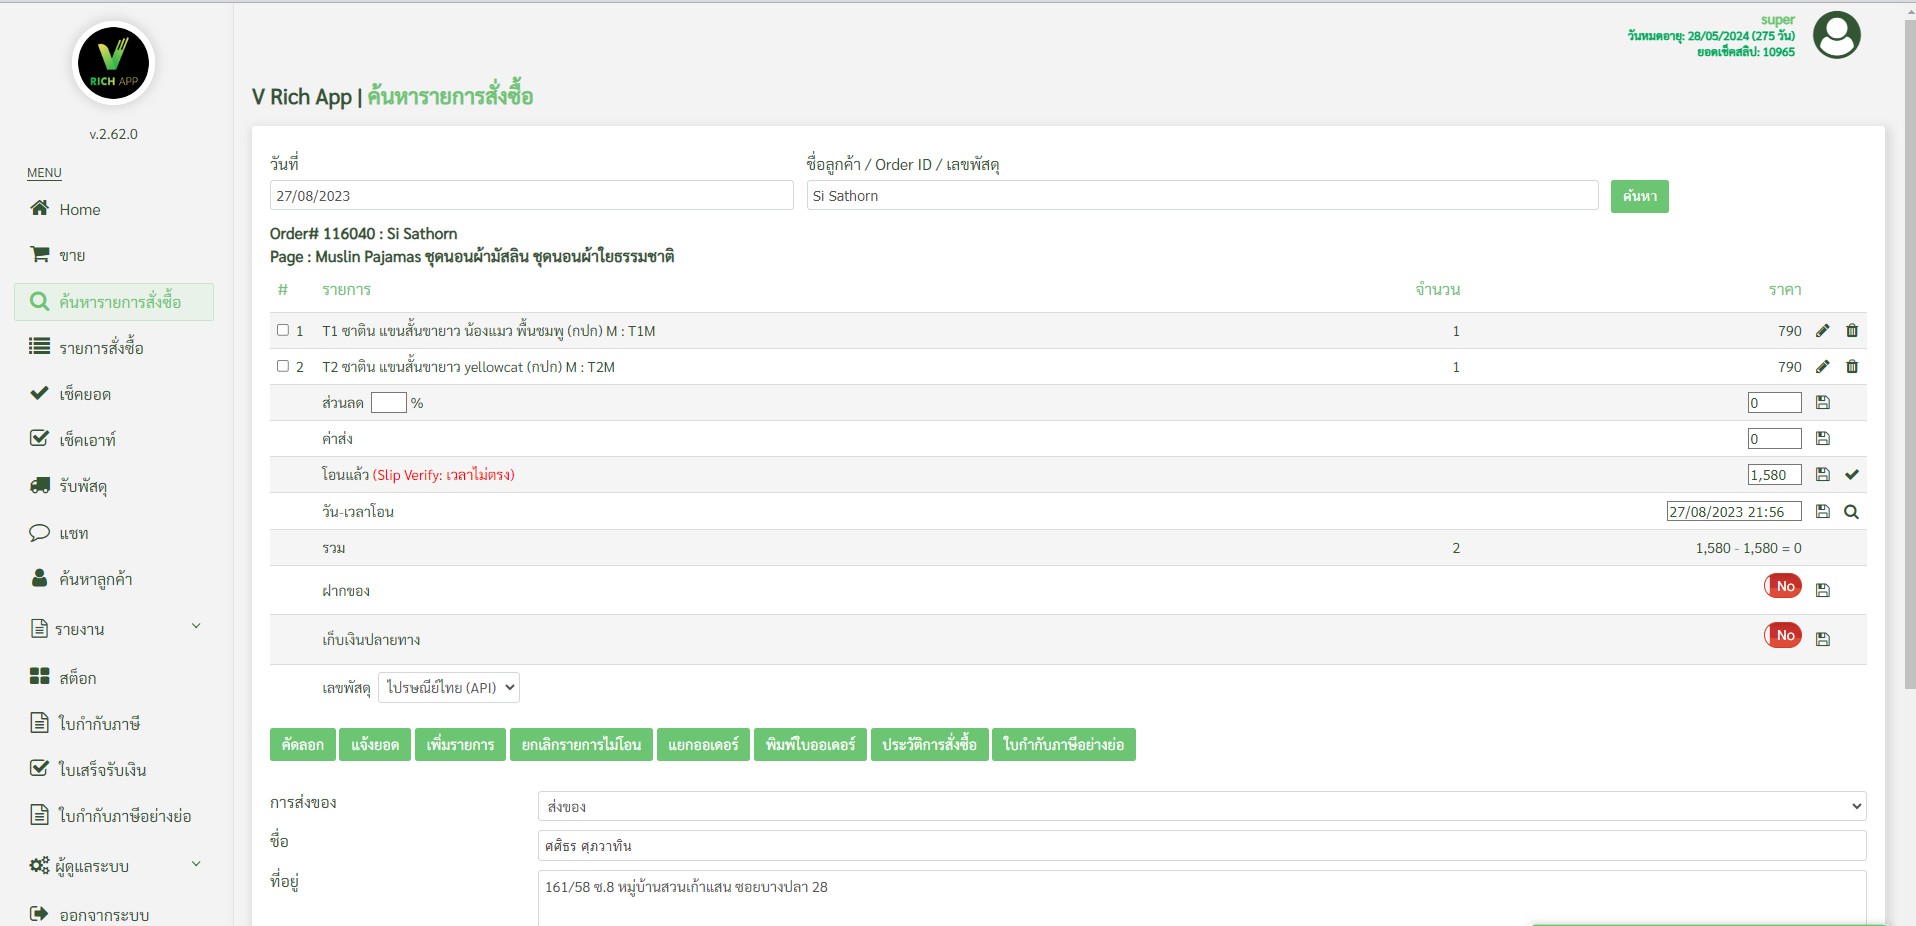 super
วันหมดอายุ: 28/05/2024 (275 วัน)
ยอดเช็คสลิป: 10965
V
RICH APP
v.2.62.0
MENU
Home
ขาย
ค้นหารายการสั่งซื้อ
รายการสั่งซื้อ
เช็คยอด
เช็คเอาท์
รับพัสดุ
แชท
ค้นหาลูกค้า
รายงาน
สต็อก
ใบกำกับภาษี
ใบเสร็จรับเงิน
ใบกำกับภาษีอย่างย่อ
ผู้ดูแลระบบ
ออกจากระบบ
V Rich App | ค้นหารายการสั่งซื้อ
วันที่ ชื่อลูกค้า / Order ID / เลขพัสดุ
27/08/2023 Si Sathorn ค้นหา
Order# 116040 : Si Sathorn
Page : Muslin Pajamas ชุดนอนผ้ามัสลิน ชุดนอนผ้าใยธรรมชาติ
# รายการ จำนวน ราคา
1 T1 ซาติน แขนสั้นขายาว น้องแมว พื้นชมพู (กปก) M : T1M 1 790
2 T2 ซาติน แขนสั้นขายาว yellowcat (กปก) M : T2M 1 790
ส่วนลด % 0
ค่าส่ง 0
โอนแล้ว (Slip Verify: เวลาไม่ตรง) 1,580
วัน-เวลาโอน 27/08/2023 21:56
รวม 2 1,580 - 1,580 = 0
ฝากของ No
เก็บเงินปลายทาง No
เลขพัสดุ ไปรษณีย์ไทย (API)
คัดลอก แจ้งยอด เพิ่มรายการ ยกเลิกรายการไม่โอน แยกออเดอร์ พิมพ์ใบออเดอร์ ประวัติการสั่งซื้อ ใบกำกับภาษีอย่างย่อ
การส่งของ ส่งของ
ชื่อ ศศิธร ศุภวาทิน
ที่อยู่ 161/58 ซ.8 หมู่บ้านสวนเก้าแสน ซอยบางปลา 28